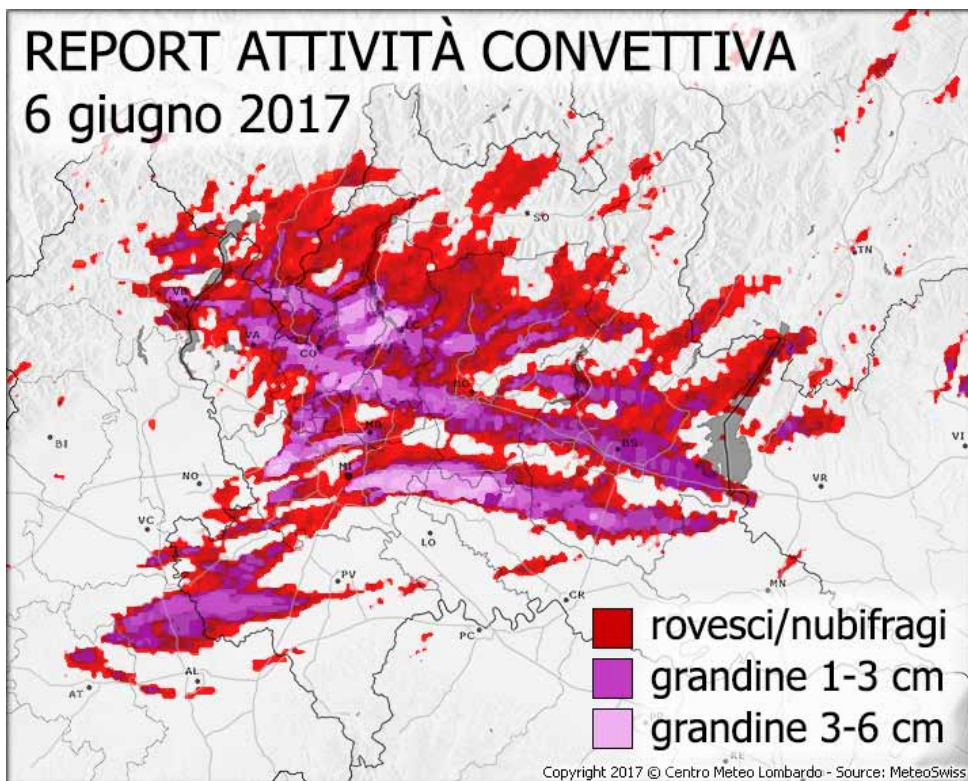 REPORT ATTIVITÀ CONVETTIVA
6 giugno 2017
SO
TN
VB
LC
VA
CO
BG
MB
BI
BS
VI
MI
NO
VR
VC
LO
PV
CR
MN
PC
AL
AT
RE
rovesci/nubifragi
grandine 1-3 cm
grandine 3-6 cm
Copyright 2017 © Centro Meteo Lombardo - Source: MeteoSwiss